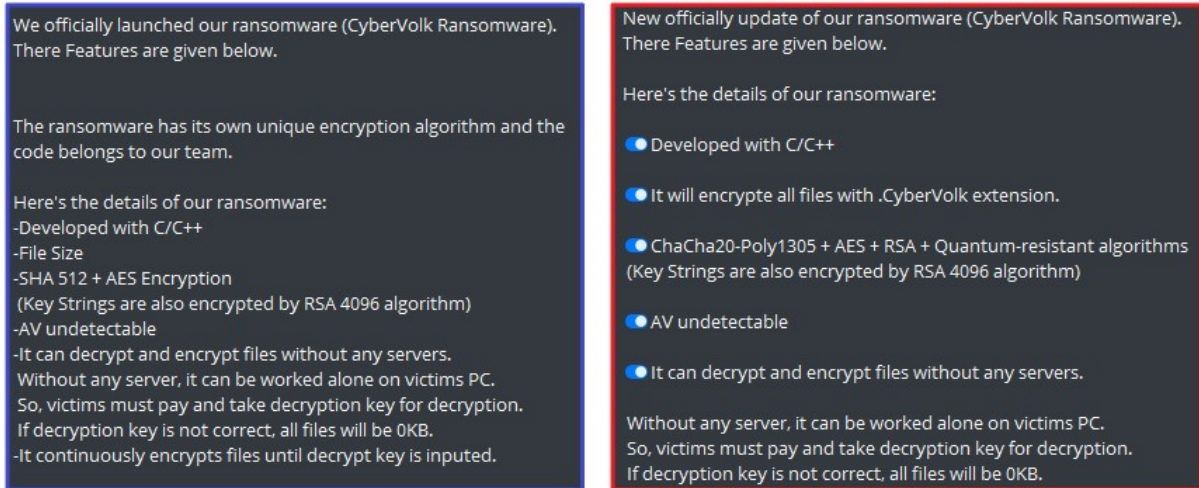 We officially launched our ransomware (CyberVolk Ransomware).
There Features are given below.
The ransomware has its own unique encryption algorithm and the
code belongs to our team.
Here's the details of our ransomware:
-Developed with C/C++
-File Size
-SHA 512 + AES Encryption
(Key Strings are also encrypted by RSA 4096 algorithm)
-AV undetectable
-It can decrypt and encrypt files without any servers.
Without any server, it can be worked alone on victims PC.
So, victims must pay and take decryption key for decryption.
If decryption key is not correct, all files will be 0KB.
-It continuously encrypts files until decrypt key is inputed.
New officially update of our ransomware (CyberVolk Ransomware).
There Features are given below.
Here's the details of our ransomware:
Developed with C/C++
It will encrypte all files with .CyberVolk extension.
ChaCha20-Poly1305 + AES + RSA + Quantum-resistant algorithms
(Key Strings are also encrypted by RSA 4096 algorithm)
AV undetectable
It can decrypt and encrypt files without any servers.
Without any server, it can be worked alone on victims PC.
So, victims must pay and take decryption key for decryption.
If decryption key is not correct, all files will be 0KB.